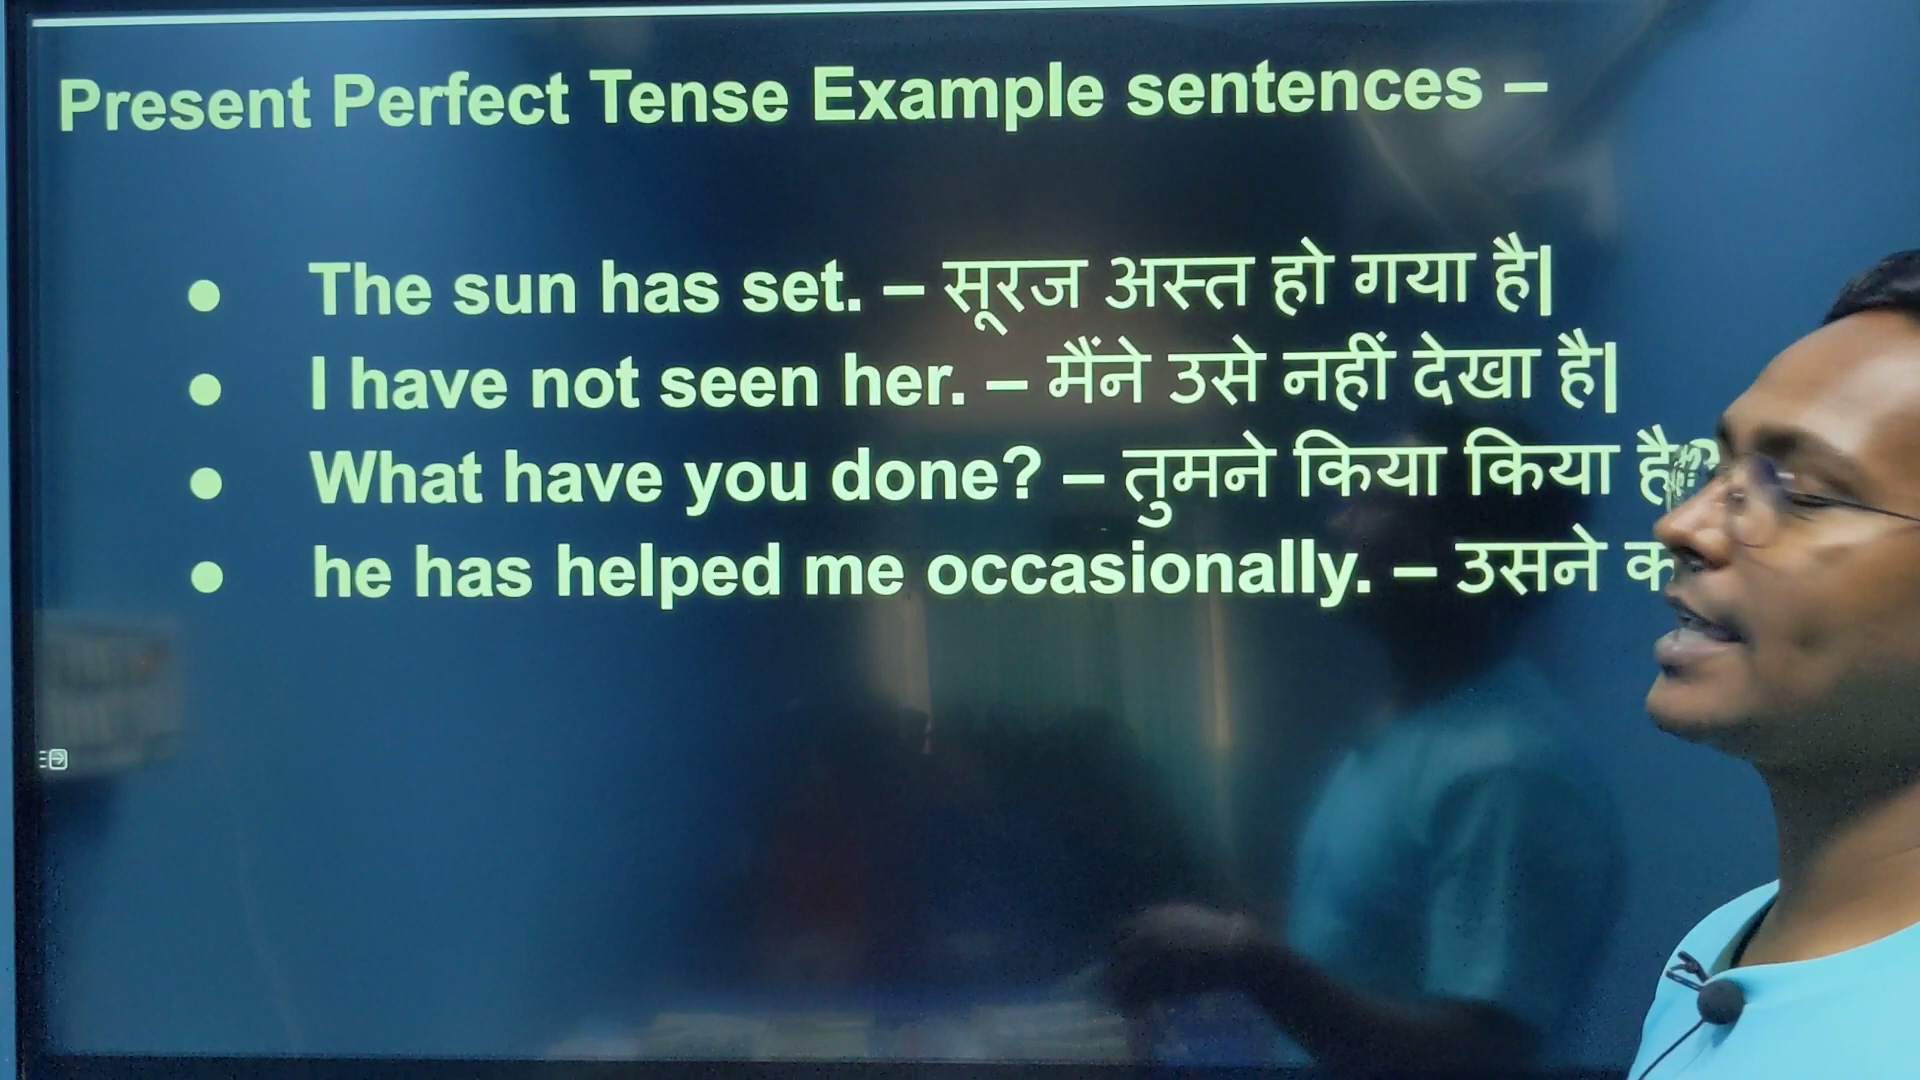 Present Perfect Tense Example sentences –
● The sun has set. – सूरज अस्त हो गया है|
● I have not seen her. – मैंने उसे नहीं देखा है|
● What have you done? – तुमने किया किया है?
● he has helped me occasionally. – उसने